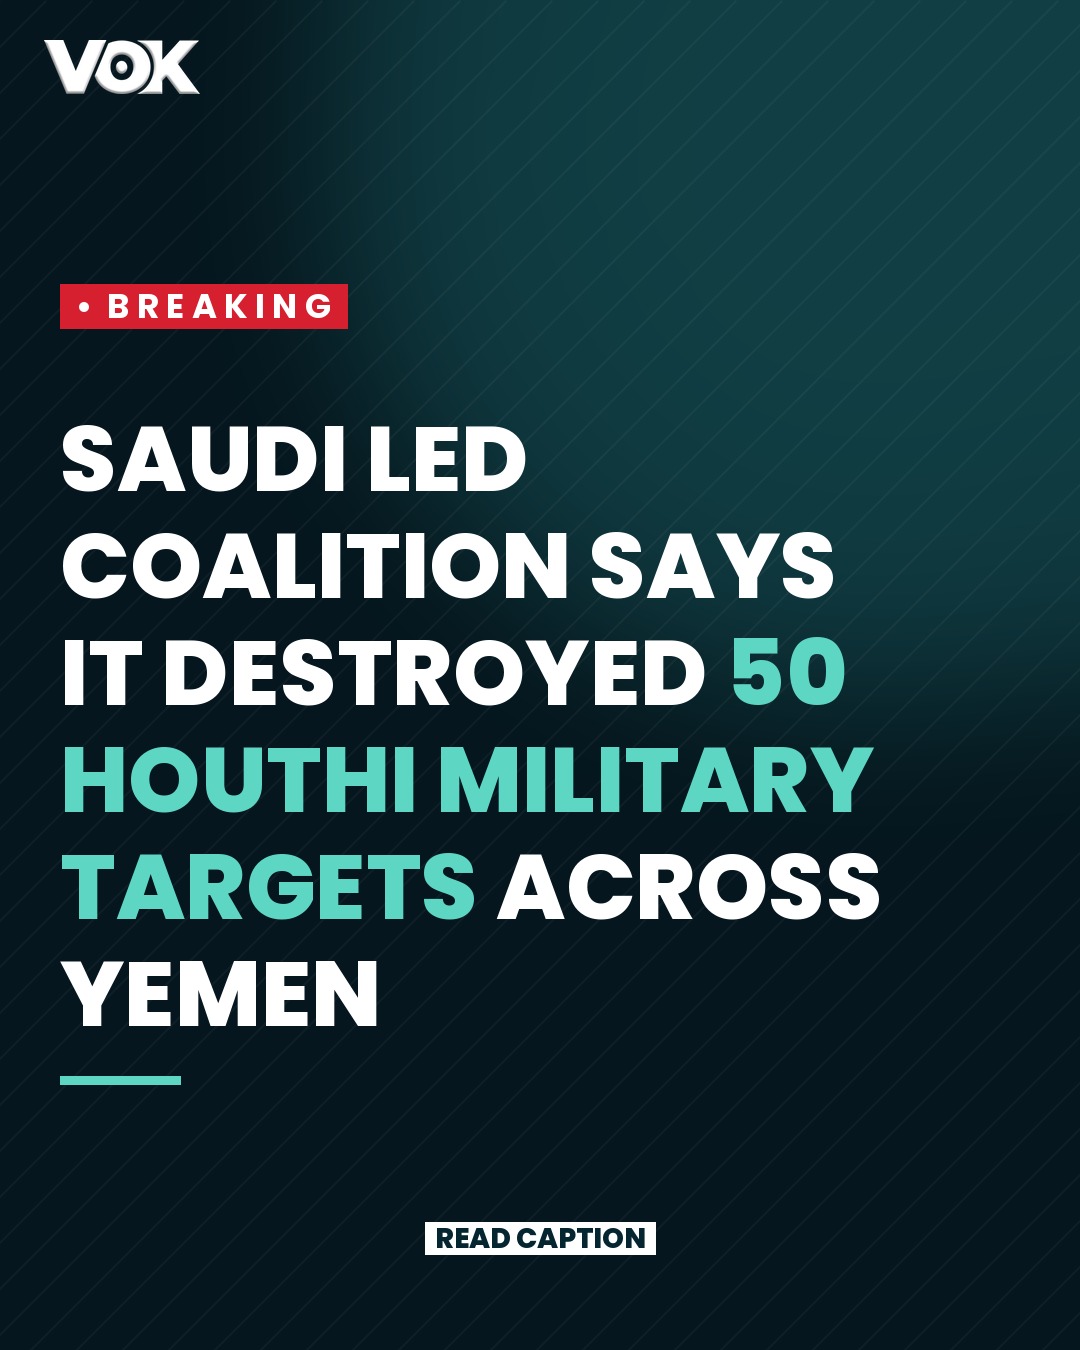 VOK
• BREAKING
SAUDI LED
COALITION SAYS
IT DESTROYED 50
HOUTHI MILITARY
TARGETS ACROSS
YEMEN
READ CAPTION